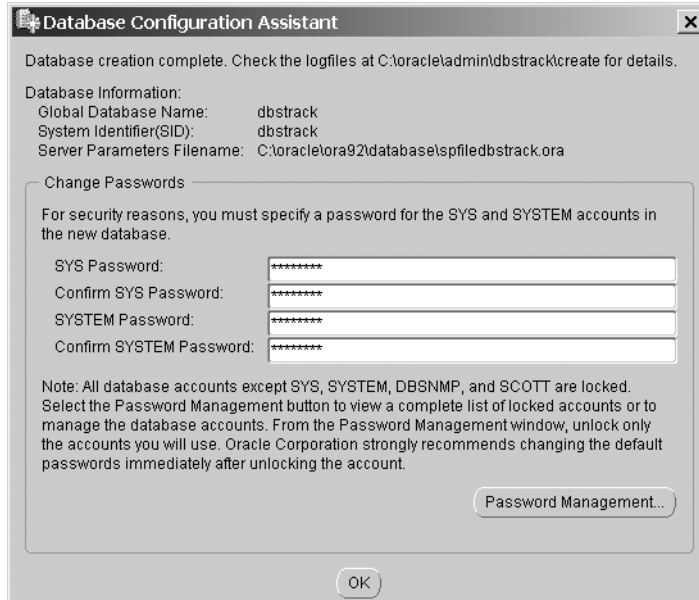 Database Configuration Assistant
Database creation complete. Check the logfiles at C:\oracle\admin\dbstrack\create for details.
Database Information:
Global Database Name: dbstrack
System Identifier(SID): dbstrack
Server Parameters Filename: C:\oracle\ora92\database\spfiledbstrack.ora
Change Passwords
For security reasons, you must specify a password for the SYS and SYSTEM accounts in
the new database.
SYS Password: ********
Confirm SYS Password: ********
SYSTEM Password: ********
Confirm SYSTEM Password: ********
Note: All database accounts except SYS, SYSTEM, DBSNMP, and SCOTT are locked.
Select the Password Management button to view a complete list of locked accounts or to
manage the database accounts. From the Password Management window, unlock only
the accounts you will use. Oracle Corporation strongly recommends changing the default
passwords immediately after unlocking the account.
Password Management...
OK